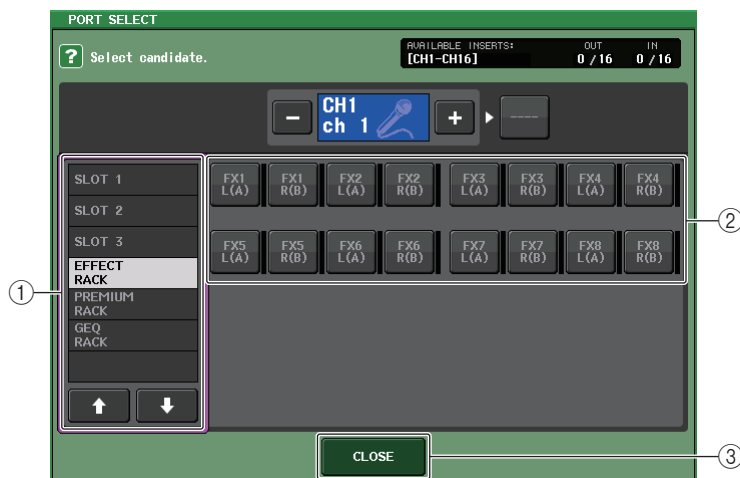 PORT SELECT
? Select candidate.
AVAILABLE INSERTS: OUT IN
[CH1-CH16] 0 /16 0 /16
− CH1 + ----
ch 1
SLOT 1
SLOT 2
SLOT 3
EFFECT
RACK
PREMIUM
RACK
GEQ
RACK
FX1 FX1 FX2 FX2 FX3 FX3 FX4 FX4
L(A) R(B) L(A) R(B) L(A) R(B) L(A) R(B)
FX5 FX5 FX6 FX6 FX7 FX7 FX8 FX8
L(A) R(B) L(A) R(B) L(A) R(B) L(A) R(B)
①
②
CLOSE
③